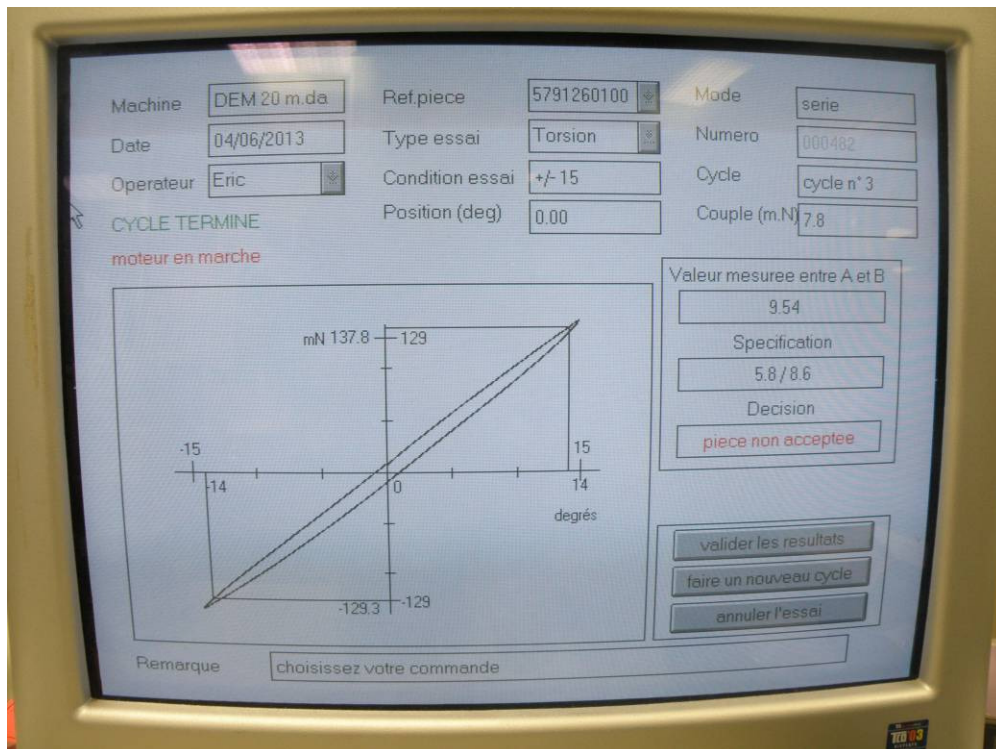 Machine DEM 20 m.da Ref.piece 5791260100 Mode serie
Date 04/06/2013 Type essai Torsion Numero 000482
Operateur Eric Condition essai +/- 15 Cycle cycle n° 3
CYCLE TERMINE Position (deg) 0.00 Couple (m.N) 7.8
moteur en marche
Valeur mesuree entre A et B
9.54
Specification
5.8 / 8.6
Decision
piece non acceptee
mN 137.8 129
-15 15
-14 0 14
degrés
-129.3 -129
valider les resultats
faire un nouveau cycle
annuler l'essai
Remarque choisissez votre commande
TCO'03